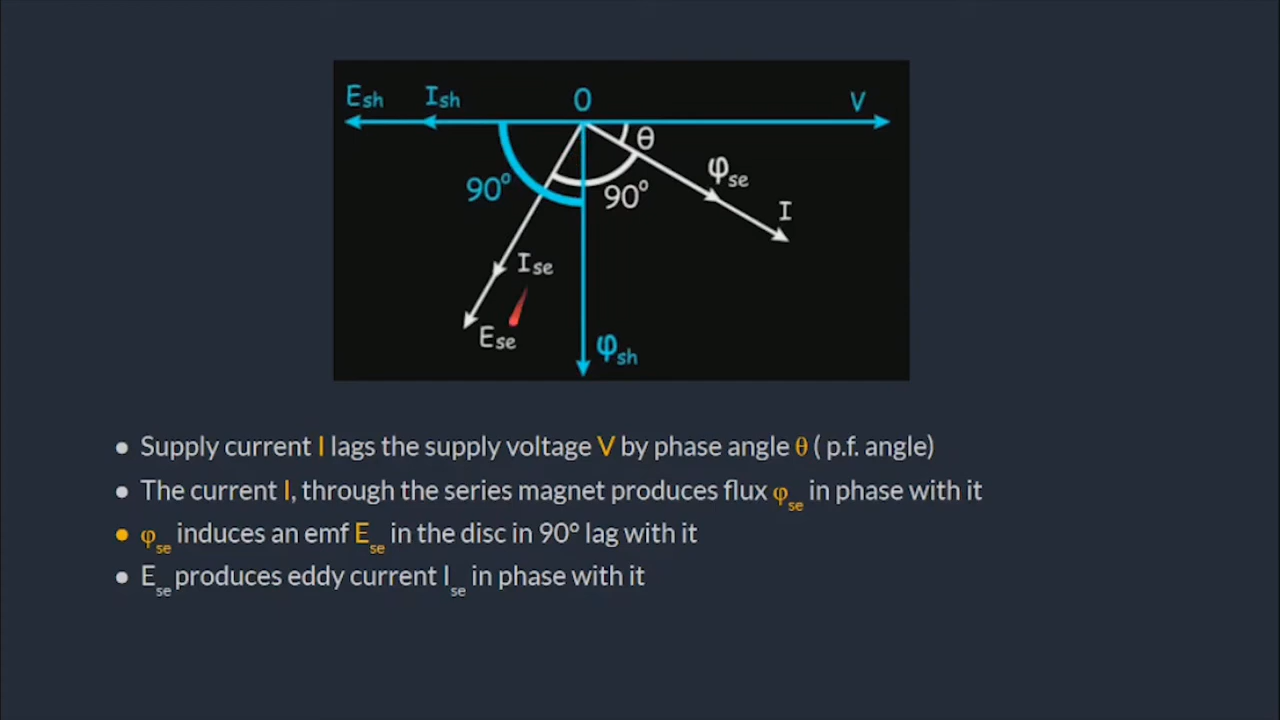 Esh Ish O V
θ
φse
90° 90°
I
Ise
Ese
φsh
• Supply current I lags the supply voltage V by phase angle θ ( p.f. angle)
• The current I, through the series magnet produces flux φse in phase with it
• φse induces an emf Ese in the disc in 90° lag with it
• Ese produces eddy current Ise in phase with it